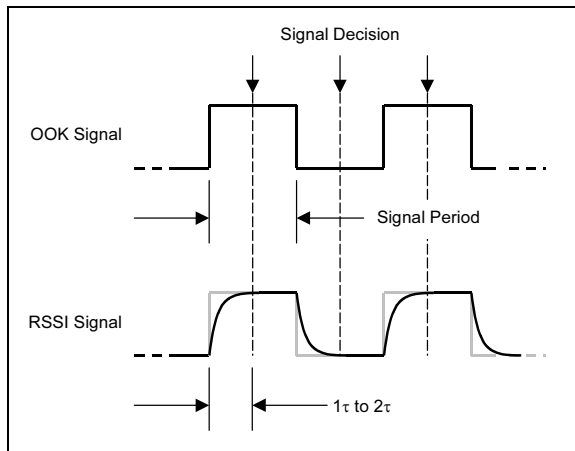 Signal Decision
OOK Signal
Signal Period
RSSI Signal
1τ to 2τ